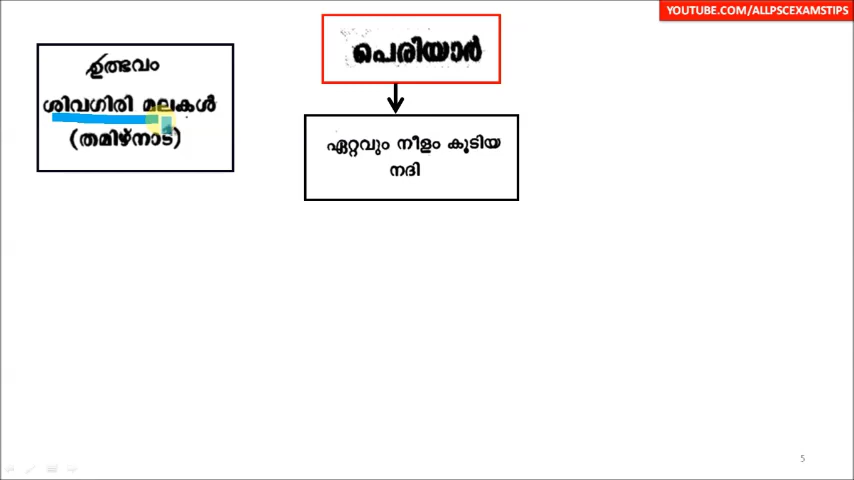 YOUTUBE.COM/ALLPSCEXAMSTIPS
പെരിയാർ
ഉത്ഭവം
ശിവഗിരി മലകൾ
(തമിഴ്നാട്)
ഏറ്റവും നീളം കൂടിയ
നദി
5